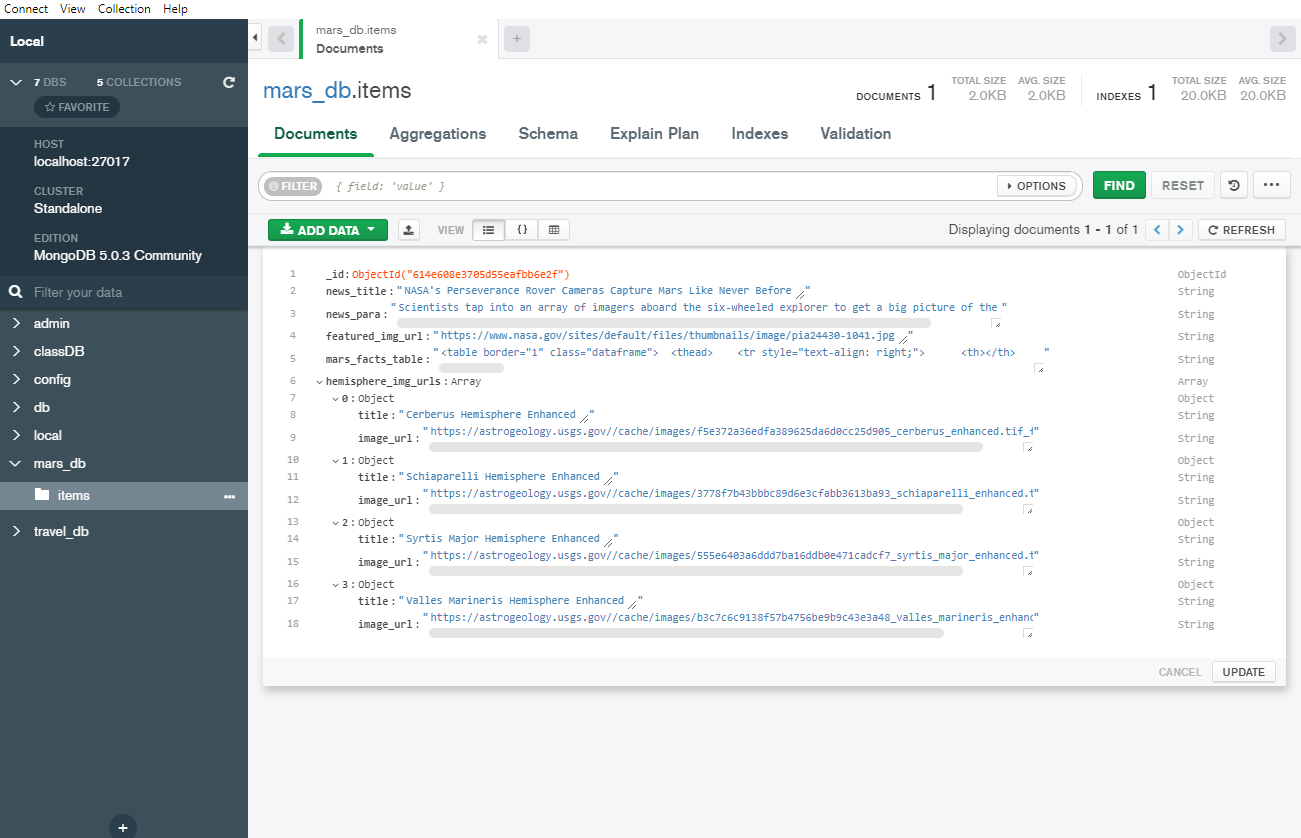 Connect View Collection Help
Local
7 DBS 5 COLLECTIONS
FAVORITE
HOST
localhost:27017
CLUSTER
Standalone
EDITION
MongoDB 5.0.3 Community
Filter your data
admin
classDB
config
db
local
mars_db
items
travel_db
mars_db.items
Documents
mars_db.items
DOCUMENTS 1 TOTAL SIZE 2.0KB AVG. SIZE 2.0KB INDEXES 1 TOTAL SIZE 20.0KB AVG. SIZE 20.0KB
Documents Aggregations Schema Explain Plan Indexes Validation
FILTER { field: 'value' } OPTIONS FIND RESET
ADD DATA VIEW { } Displaying documents 1 - 1 of 1 REFRESH
1 _id:ObjectId("614e608e3705d55eafbb6e2f") ObjectId
2 news_title:"NASA's Perseverance Rover Cameras Capture Mars Like Never Before" String
3 news_para:"Scientists tap into an array of imagers aboard the six-wheeled explorer to get a big picture of the" String
4 featured_img_url:"https://www.nasa.gov/sites/default/files/thumbnails/image/pia24430-1041.jpg" String
5 mars_facts_table:"<table border="1" class="dataframe"> <thead> <tr style="text-align: right;"> <th></th>" String
6 hemisphere_img_urls:Array Array
7 0:Object Object
8 title:"Cerberus Hemisphere Enhanced" String
9 image_url:"https://astrogeology.usgs.gov//cache/images/f5e372a36edfa389625da6d0cc25d905_cerberus_enhanced.tif_f" String
10 1:Object Object
11 title:"Schiaparelli Hemisphere Enhanced" String
12 image_url:"https://astrogeology.usgs.gov//cache/images/3778f7b43bbbc89d6e3cfabb3613ba93_schiaparelli_enhanced.t" String
13 2:Object Object
14 title:"Syrtis Major Hemisphere Enhanced" String
15 image_url:"https://astrogeology.usgs.gov//cache/images/555e6403a6ddd7ba16ddb0e471cadcf7_syrtis_major_enhanced.t" String
16 3:Object Object
17 title:"Valles Marineris Hemisphere Enhanced" String
18 image_url:"https://astrogeology.usgs.gov//cache/images/b3c7c6c9138f57b4756be9b9c43e3a48_valles_marineris_enhanc" String
CANCEL UPDATE